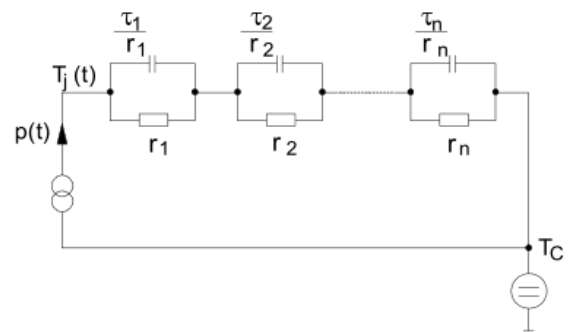 τ1 τ2 τn
r1 r2 rn
Tj (t)
p(t)
r1 r2 rn
TC